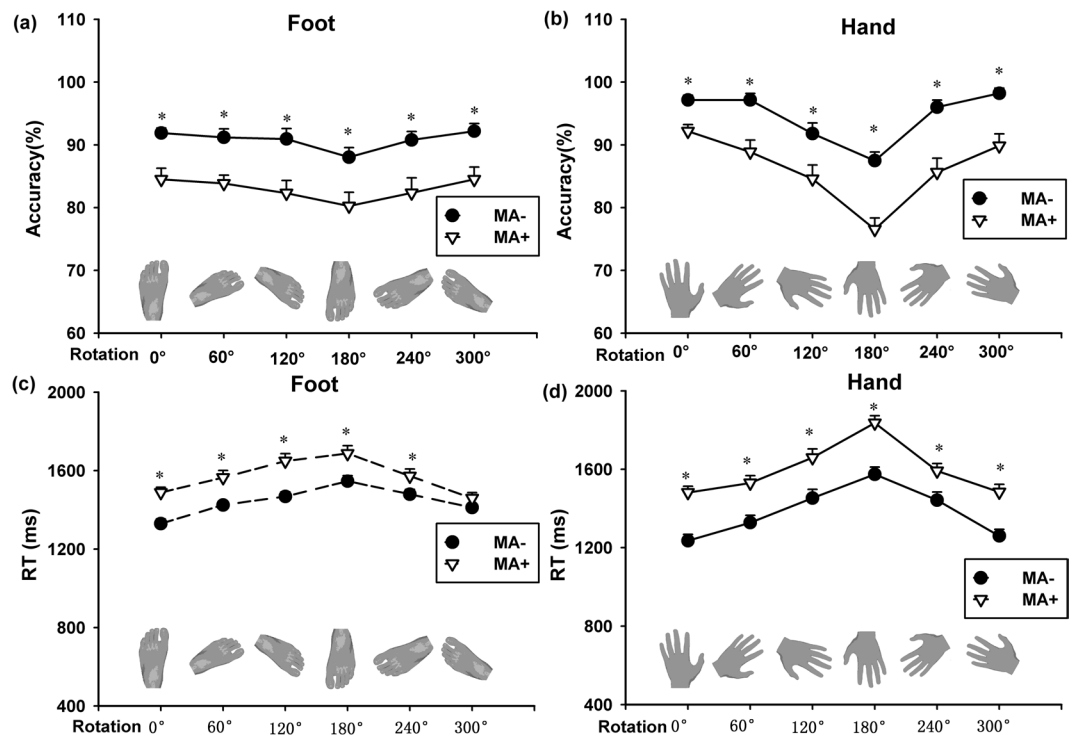 (a)
Foot
110
100
90
80
70
60
Accuracy(%)
*
*
*
*
*
*
MA-
MA+
Rotation 0° 60° 120° 180° 240° 300°
(b)
Hand
110
100
90
80
70
60
Accuracy(%)
*
*
*
*
*
*
MA-
MA+
Rotation 0° 60° 120° 180° 240° 300°
(c)
Foot
2000
1600
1200
800
400
RT (ms)
*
*
*
*
*
MA-
MA+
Rotation 0° 60° 120° 180° 240° 300°
(d)
Hand
2000
1600
1200
800
400
RT (ms)
*
*
*
*
*
*
MA-
MA+
Rotation 0° 60° 120° 180° 240° 300°